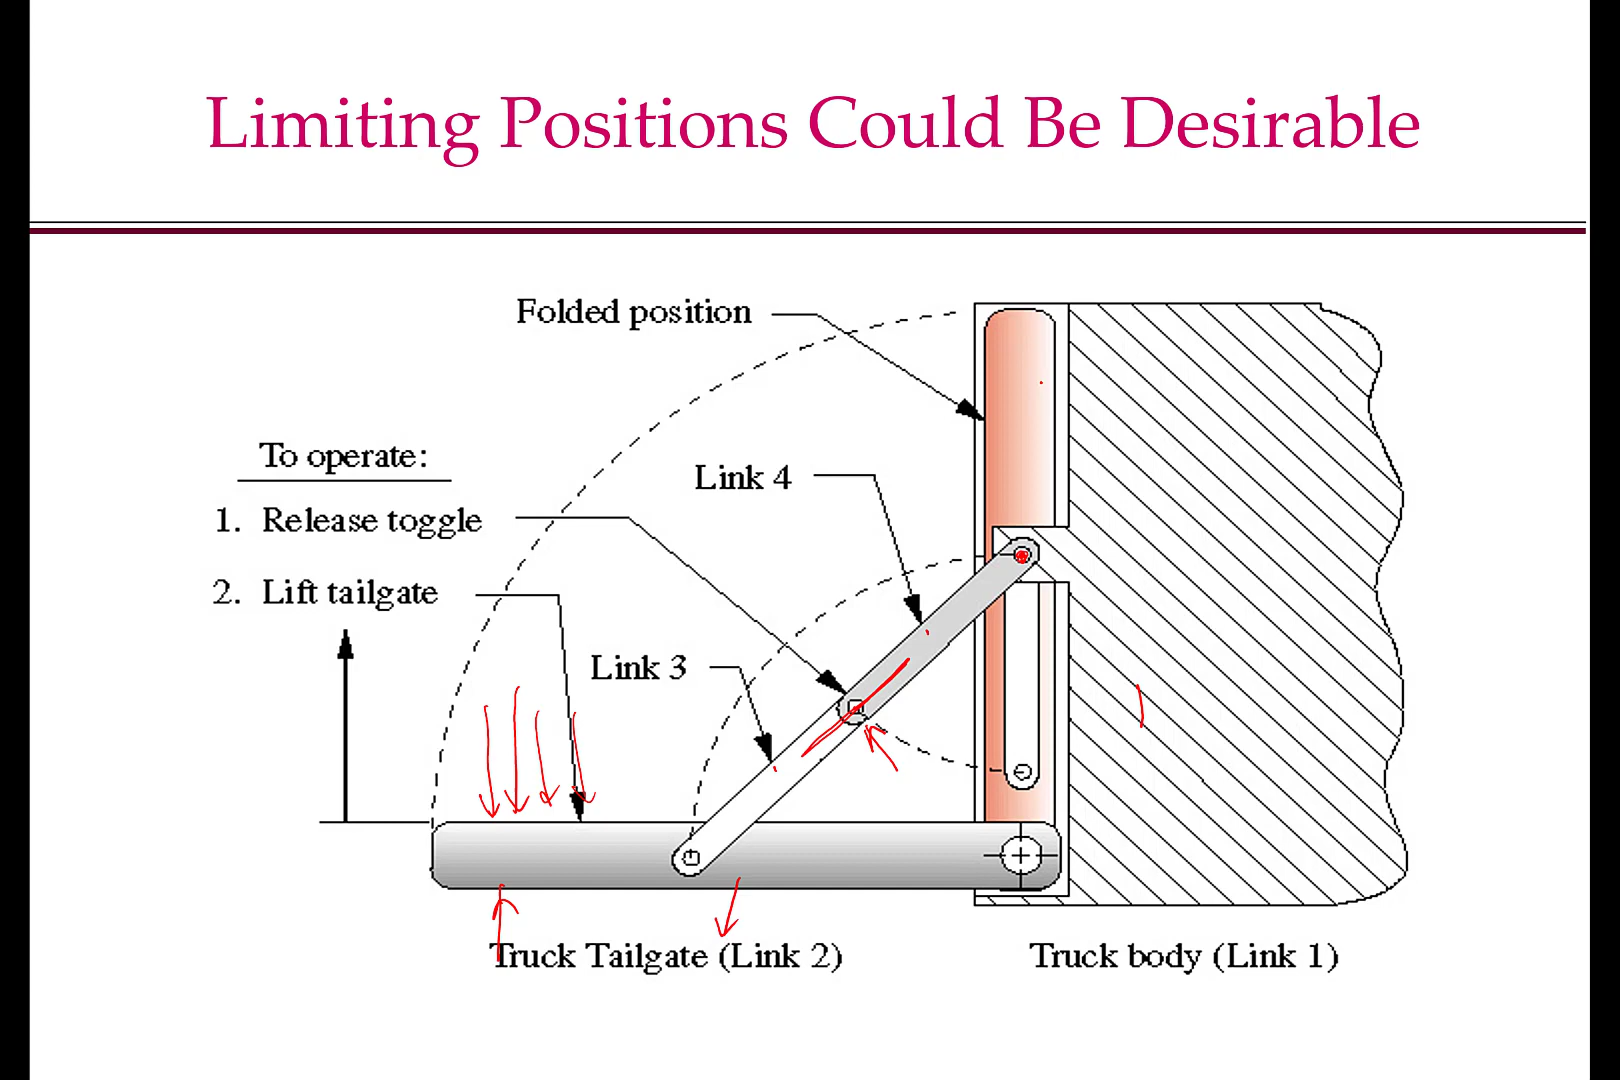 Limiting Positions Could Be Desirable
Folded position
To operate:
Link 4
1. Release toggle
2. Lift tailgate
Link 3
Truck Tailgate (Link 2)
Truck body (Link 1)